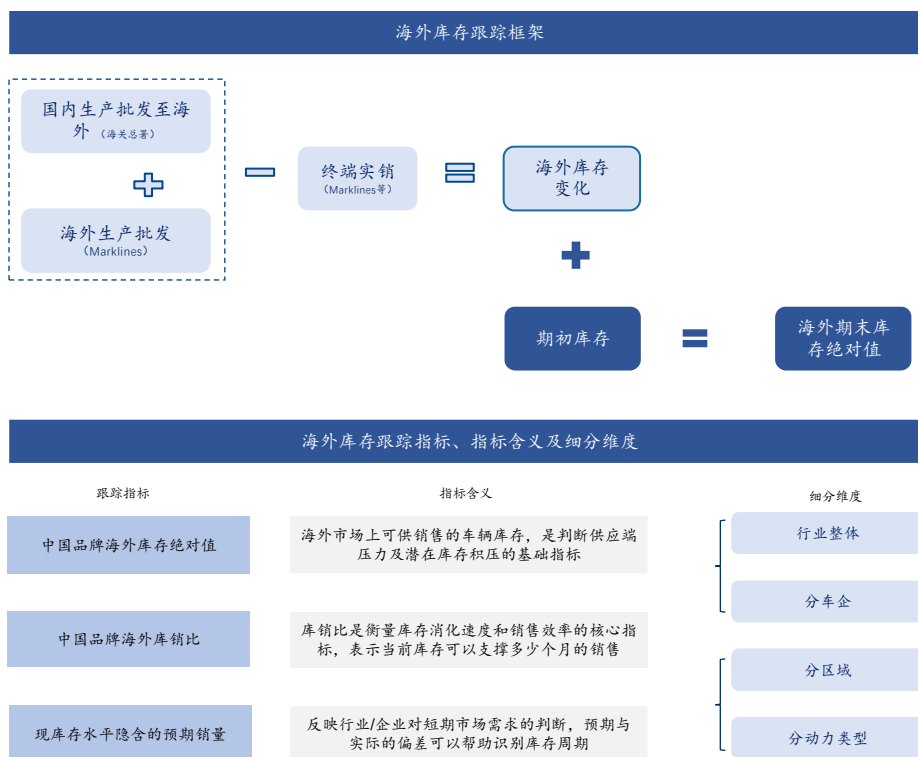 海外库存跟踪框架
国内生产批发至海
外（海关总署）
海外生产批发
（Marklines）
终端实销
（Marklines等）
海外库存
变化
期初库存
海外期末库
存绝对值
海外库存跟踪指标、指标含义及细分维度
跟踪指标
指标含义
细分维度
中国品牌海外库存绝对值
海外市场上可供销售的车辆库存，是判断供应端
压力及潜在库存积压的基础指标
行业整体
分车企
中国品牌海外库销比
库销比是衡量库存消化速度和销售效率的核心指
标，表示当前库存可以支撑多少个月的销售
分区域
现库存水平隐含的预期销量
反映行业/企业对短期市场需求的判断，预期与
实际的偏差可以帮助识别库存周期
分动力类型